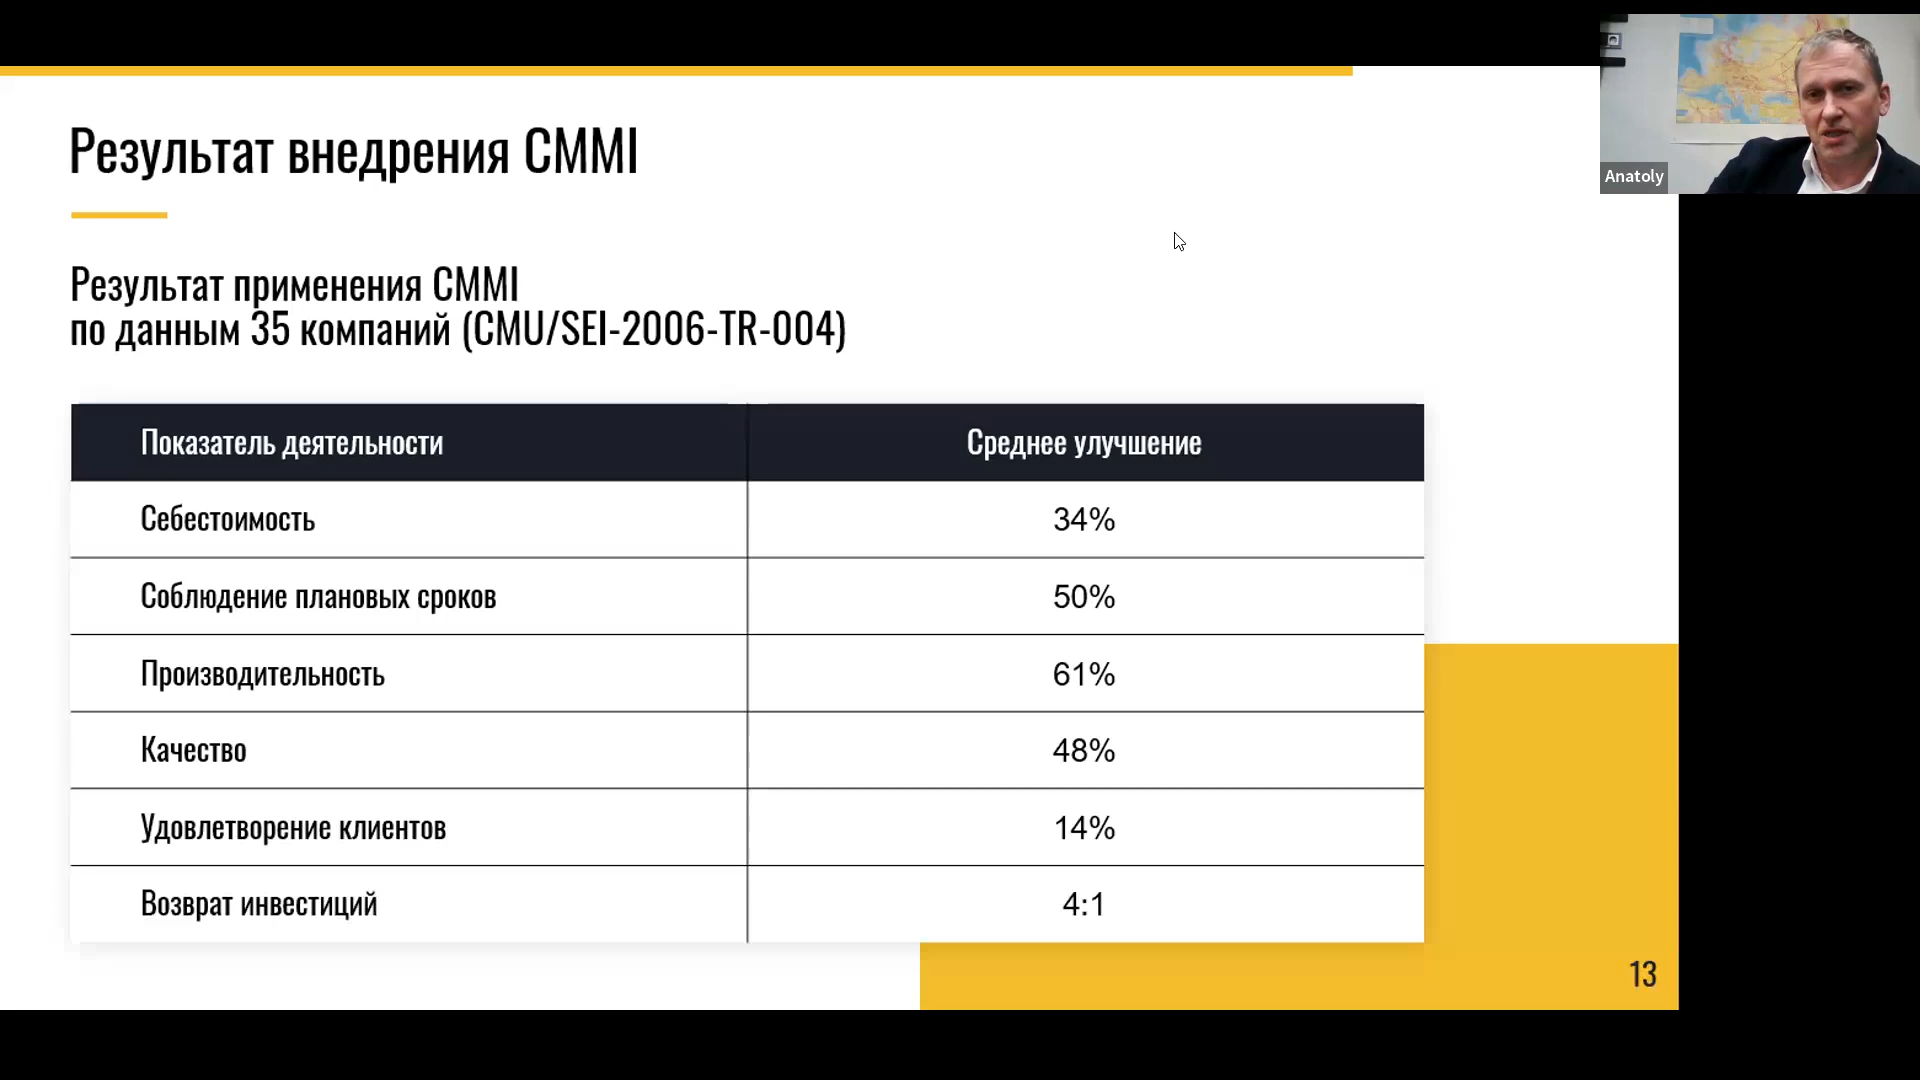 Anatoly
Результат внедрения CMMI
Результат применения CMMI
по данным 35 компаний (CMU/SEI-2006-TR-004)
Показатель деятельности Среднее улучшение
Себестоимость 34%
Соблюдение плановых сроков 50%
Производительность 61%
Качество 48%
Удовлетворение клиентов 14%
Возврат инвестиций 4:1
13